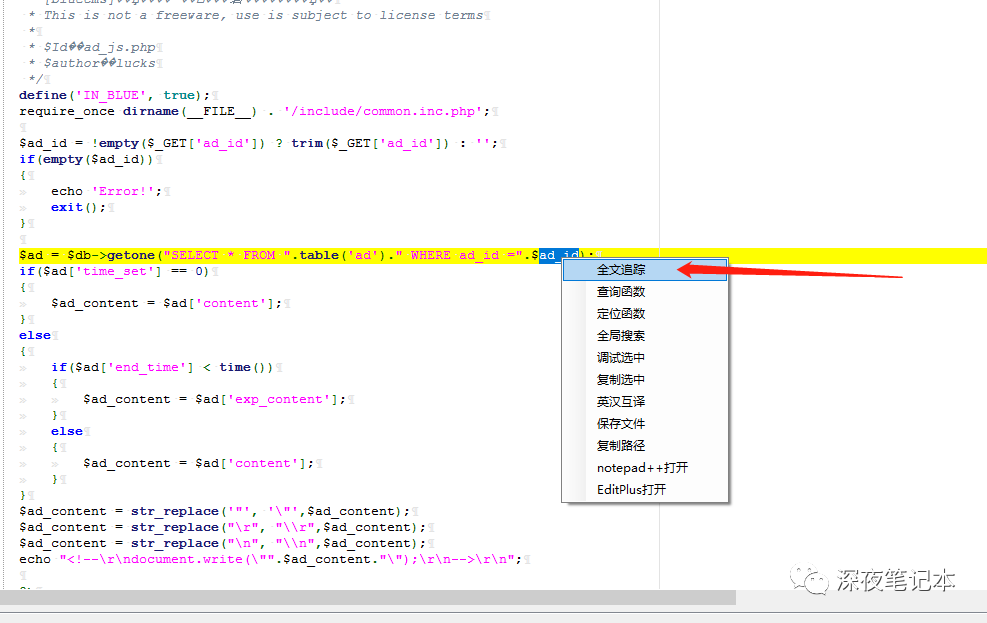 * This is not a freeware, use is subject to license terms
 *
 * $Id��ad_js.php
 * $author��lucks
 */
define('IN_BLUE', true);
require_once dirname(__FILE__) . '/include/common.inc.php';
$ad_id = !empty($_GET['ad_id']) ? trim($_GET['ad_id']) : '';
if(empty($ad_id))
{
    echo 'Error!';
    exit();
}
$ad = $db->getone("SELECT * FROM ".table('ad')." WHERE ad_id =".$ad_id);
if($ad['time_set'] == 0)
{
    $ad_content = $ad['content'];
}
else
{
    if($ad['end_time'] < time())
    {
        $ad_content = $ad['exp_content'];
    }
    else
    {
        $ad_content = $ad['content'];
    }
}
$ad_content = str_replace('"', '\"',$ad_content);
$ad_content = str_replace("\r", "\\r",$ad_content);
$ad_content = str_replace("\n", "\\n",$ad_content);
echo "<!--\r\ndocument.write(\"".$ad_content."\");\r\n-->\r\n";
全文追踪
查询函数
定位函数
全局搜索
调试选中
复制选中
英汉互译
保存文件
复制路径
notepad++打开
EditPlus打开
深夜笔记本